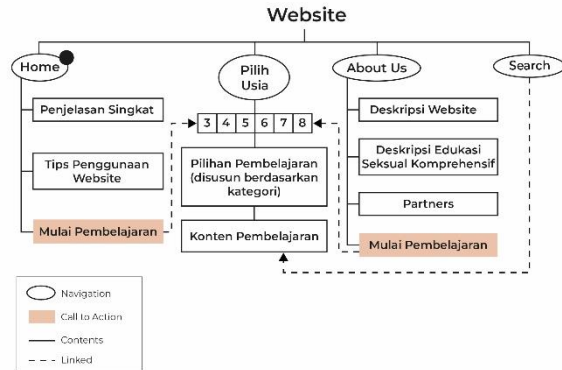 Website
Home
Pilih
Usia
About Us
Search
Penjelasan Singkat
Tips Penggunaan
Website
Mulai Pembelajaran
3 4 5 6 7 8
Pilihan Pembelajaran
(disusun berdasarkan
kategori)
Konten Pembelajaran
Deskripsi Website
Deskripsi Edukasi
Seksual Komprehensif
Partners
Mulai Pembelajaran
Navigation
Call to Action
Contents
Linked